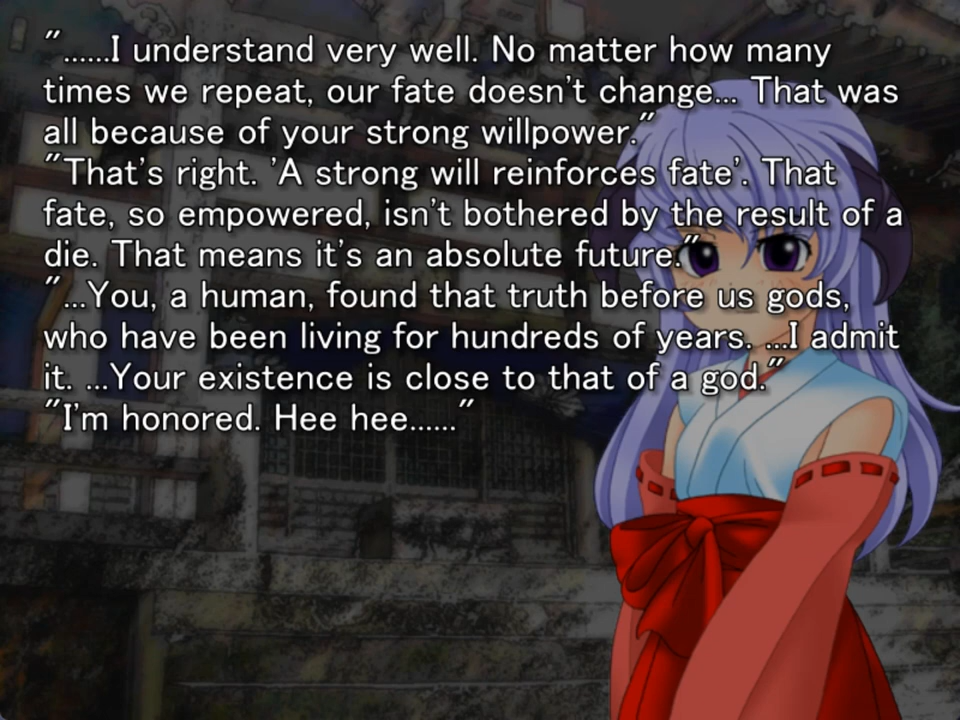 "......I understand very well. No matter how many
times we repeat, our fate doesn't change... That was
all because of your strong willpower."
"That's right. 'A strong will reinforces fate'. That
fate, so empowered, isn't bothered by the result of a
die. That means it's an absolute future."
"...You, a human, found that truth before us gods,
who have been living for hundreds of years. ...I admit
it. ...Your existence is close to that of a god."
"I'm honored. Hee hee......"